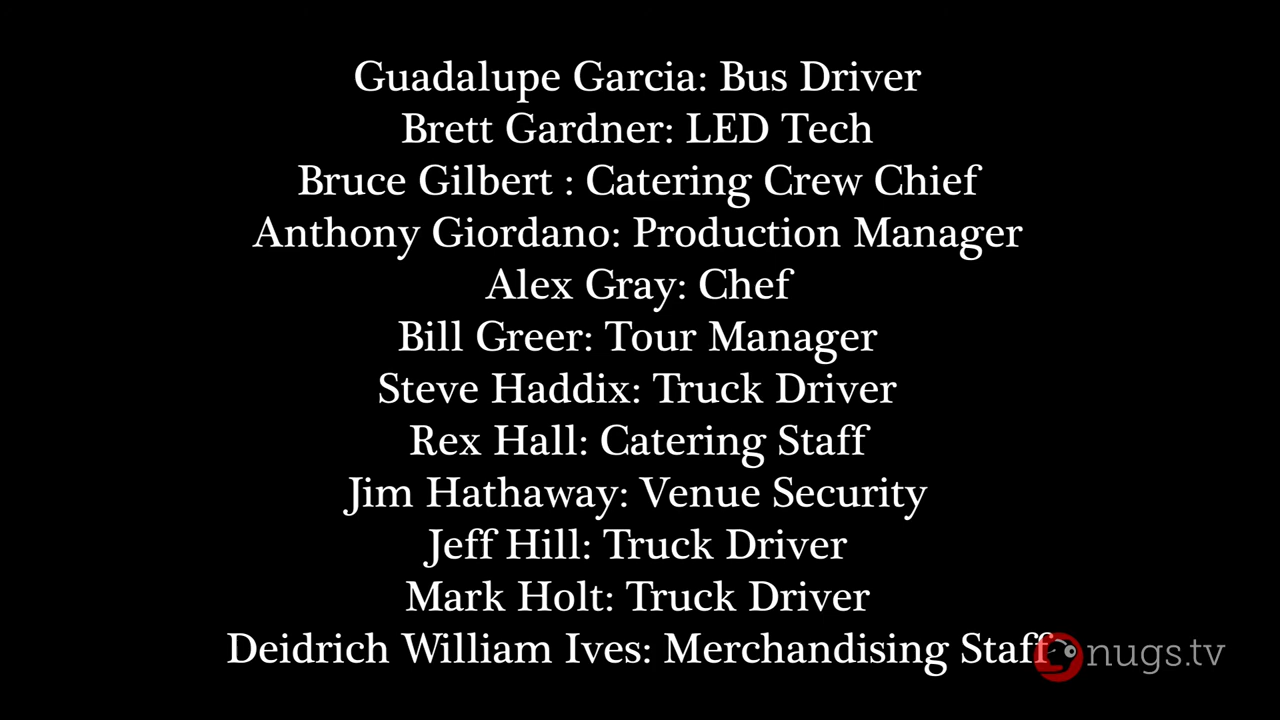 Guadalupe Garcia: Bus Driver
Brett Gardner: LED Tech
Bruce Gilbert : Catering Crew Chief
Anthony Giordano: Production Manager
Alex Gray: Chef
Bill Greer: Tour Manager
Steve Haddix: Truck Driver
Rex Hall: Catering Staff
Jim Hathaway: Venue Security
Jeff Hill: Truck Driver
Mark Holt: Truck Driver
Deidrich William Ives: Merchandising Staff
nugs.tv